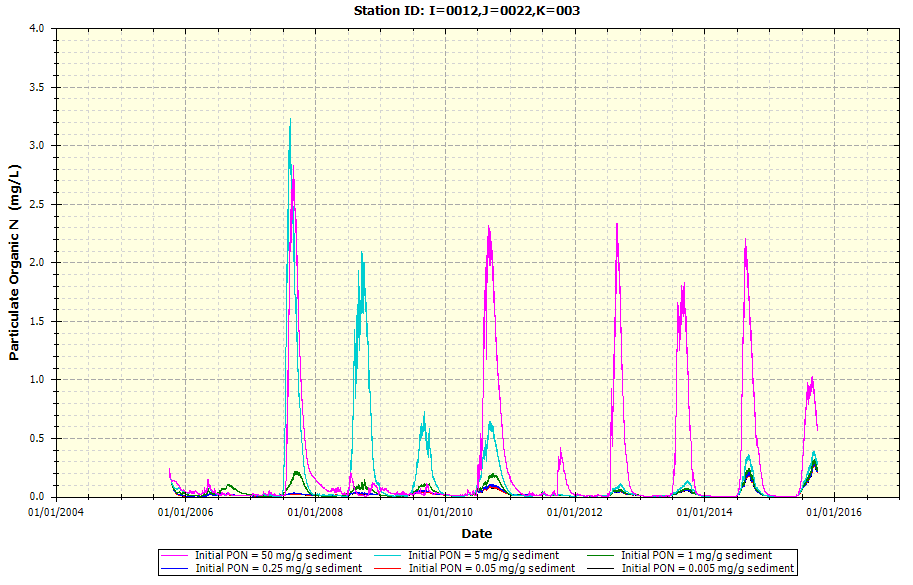 Station ID: I=0012,J=0022,K=003
4.0
3.5
3.0
2.5
2.0
1.5
1.0
0.5
0.0
Particulate Organic N (mg/L)
01/01/2004
01/01/2006
01/01/2008
01/01/2010
01/01/2012
01/01/2014
01/01/2016
Date
Initial PON = 50 mg/g sediment
Initial PON = 5 mg/g sediment
Initial PON = 1 mg/g sediment
Initial PON = 0.25 mg/g sediment
Initial PON = 0.05 mg/g sediment
Initial PON = 0.005 mg/g sediment